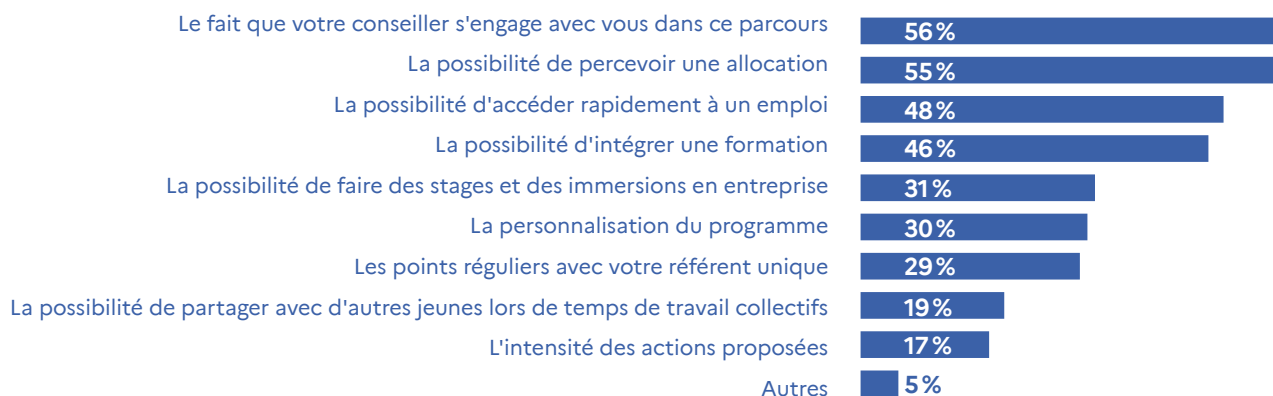 Le fait que votre conseiller s'engage avec vous dans ce parcours 56 %
La possibilité de percevoir une allocation 55 %
La possibilité d'accéder rapidement à un emploi 48 %
La possibilité d'intégrer une formation 46 %
La possibilité de faire des stages et des immersions en entreprise 31 %
La personnalisation du programme 30 %
Les points réguliers avec votre référent unique 29 %
La possibilité de partager avec d'autres jeunes lors de temps de travail collectifs 19 %
L'intensité des actions proposées 17 %
Autres 5 %